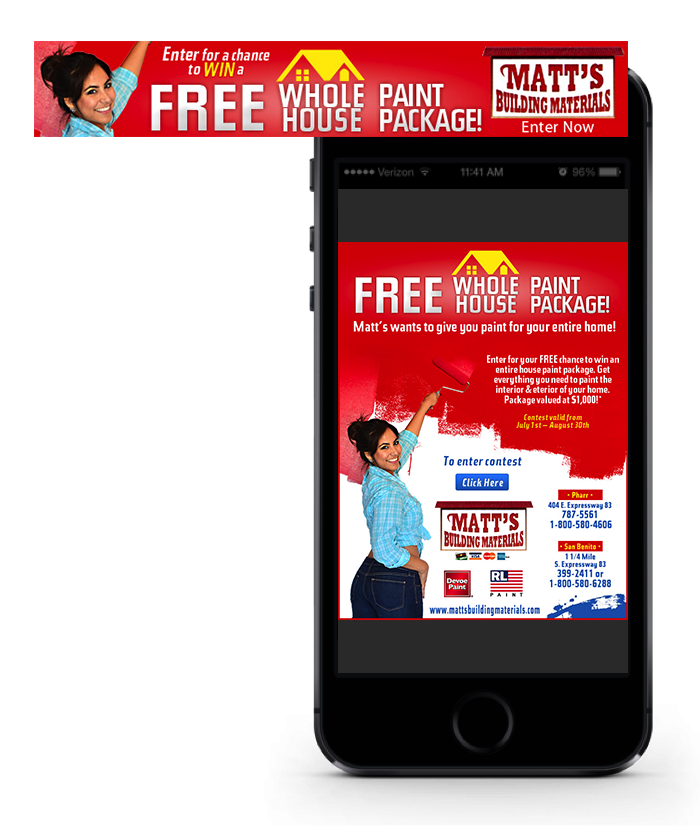 Enter for a chance
to WIN a
FREE WHOLE HOUSE PAINT PACKAGE!
MATT'S
BUILDING MATERIALS
Enter Now
Verizon 11:41 AM 96%
FREE WHOLE HOUSE PAINT PACKAGE!
Matt's wants to give you paint for your entire home!
Enter for your FREE chance to win an
entire house paint package. Get
everything you need to paint the
interior & eterior of your home.
Package valued at $1,000!*
Contest valid from
July 1st – August 30th
To enter contest
Click Here
MATT'S
BUILDING MATERIALS
Devoe
Paint
RL
PAINT
• Pharr •
404 E. Expressway 83
787-5561
1-800-580-4606
• San Benito •
1 1/4 Mile
S. Expressway 83
399-2411 or
1-800-580-6288
www.mattsbuildingmaterials.com